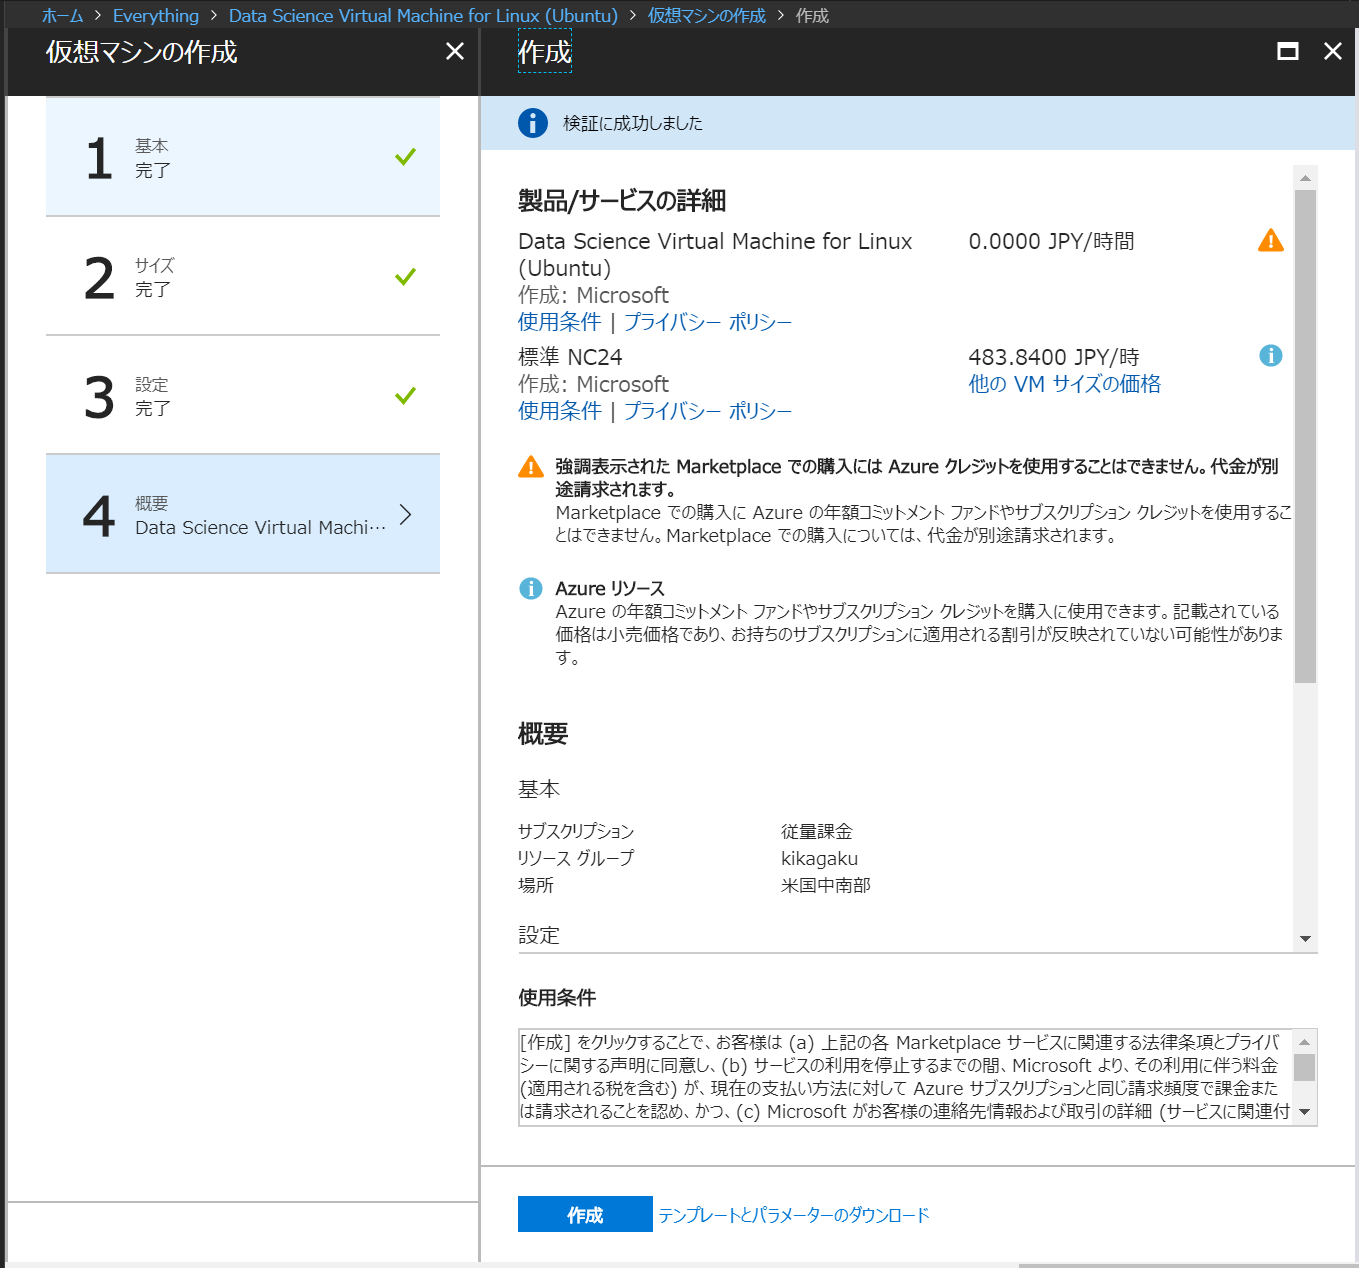 ホーム > Everything > Data Science Virtual Machine for Linux (Ubuntu) > 仮想マシンの作成 > 作成
仮想マシンの作成
1
基本
完了
2
サイズ
完了
3
設定
完了
4
概要
Data Science Virtual Machi...
作成
検証に成功しました
製品/サービスの詳細
Data Science Virtual Machine for Linux 0.0000 JPY/時間
(Ubuntu)
作成: Microsoft
使用条件 | プライバシー ポリシー
標準 NC24 483.8400 JPY/時
作成: Microsoft 他の VM サイズの価格
使用条件 | プライバシー ポリシー
強調表示された Marketplace での購入には Azure クレジットを使用することはできません。代金が別
途請求されます。
Marketplace での購入に Azure の年額コミットメント ファンドやサブスクリプション クレジットを使用するこ
とはできません。Marketplace での購入については、代金が別途請求されます。
Azure リソース
Azure の年額コミットメント ファンドやサブスクリプション クレジットを購入に使用できます。記載されている
価格は小売価格であり、お持ちのサブスクリプションに適用される割引が反映されていない可能性がありま
す。
概要
基本
サブスクリプション 従量課金
リソース グループ kikagaku
場所 米国中南部
設定
使用条件
[作成] をクリックすることで、お客様は (a) 上記の各 Marketplace サービスに関連する法律条項とプライバ
シーに関する声明に同意し、(b) サービスの利用を停止するまでの間、Microsoft より、その利用に伴う料金
(適用される税を含む) が、現在の支払い方法に対して Azure サブスクリプションと同じ請求頻度で課金また
は請求されることを認め、かつ、(c) Microsoft がお客様の連絡先情報および取引の詳細 (サービスに関連付
作成 テンプレートとパラメーターのダウンロード